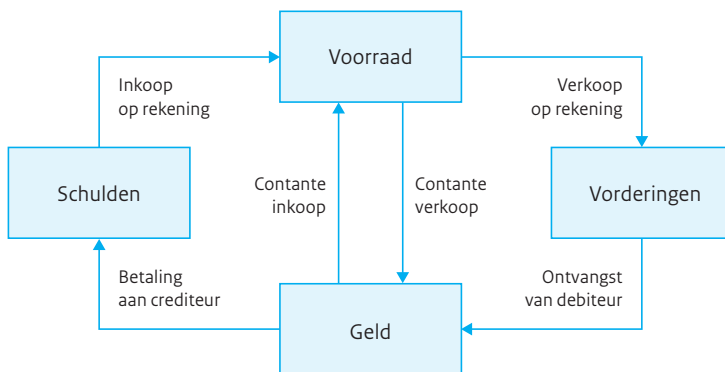 Voorraad
Inkoop
op rekening
Verkoop
op rekening
Schulden
Contante
inkoop
Contante
verkoop
Vorderingen
Betaling
aan crediteur
Ontvangst
van debiteur
Geld